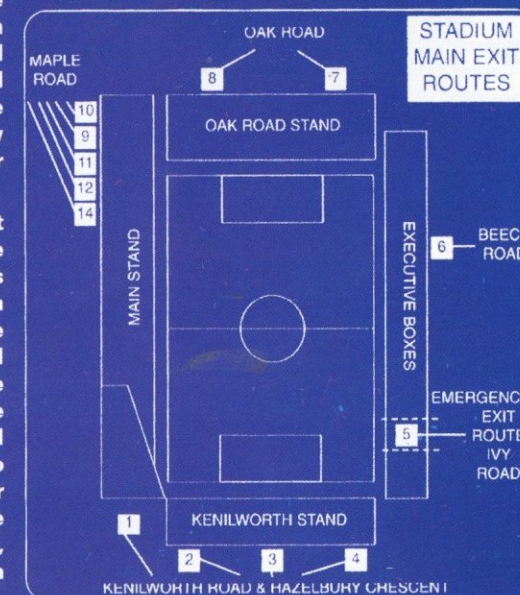 STADIUM
MAIN EXIT
ROUTES
OAK ROAD
8
7
MAPLE
ROAD
10
9
11
12
14
OAK ROAD STAND
MAIN STAND
EXECUTIVE BOXES
6
ROAD
EXIT
5
IVY
ROAD
1
KENILWORTH STAND
2
3
4
KENILWORTH ROAD & HAZELBURY CRESCENT